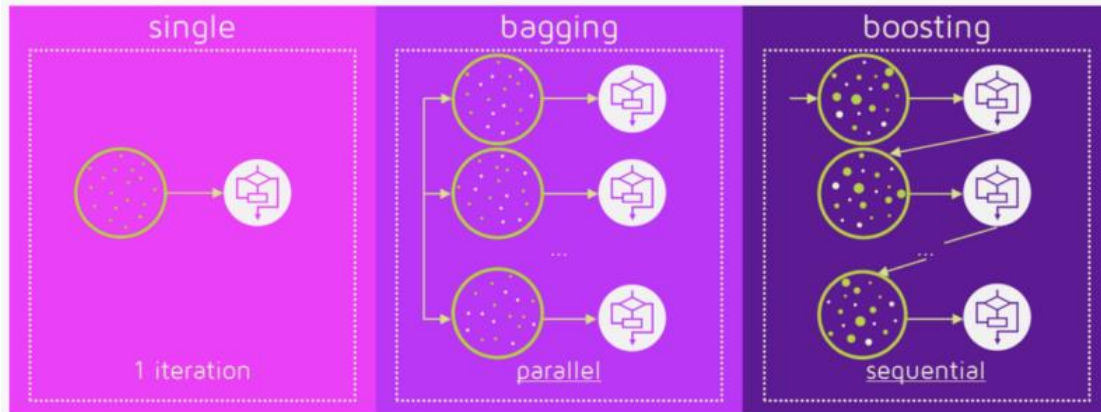 single
1 iteration
bagging
...
parallel
boosting
...
sequential